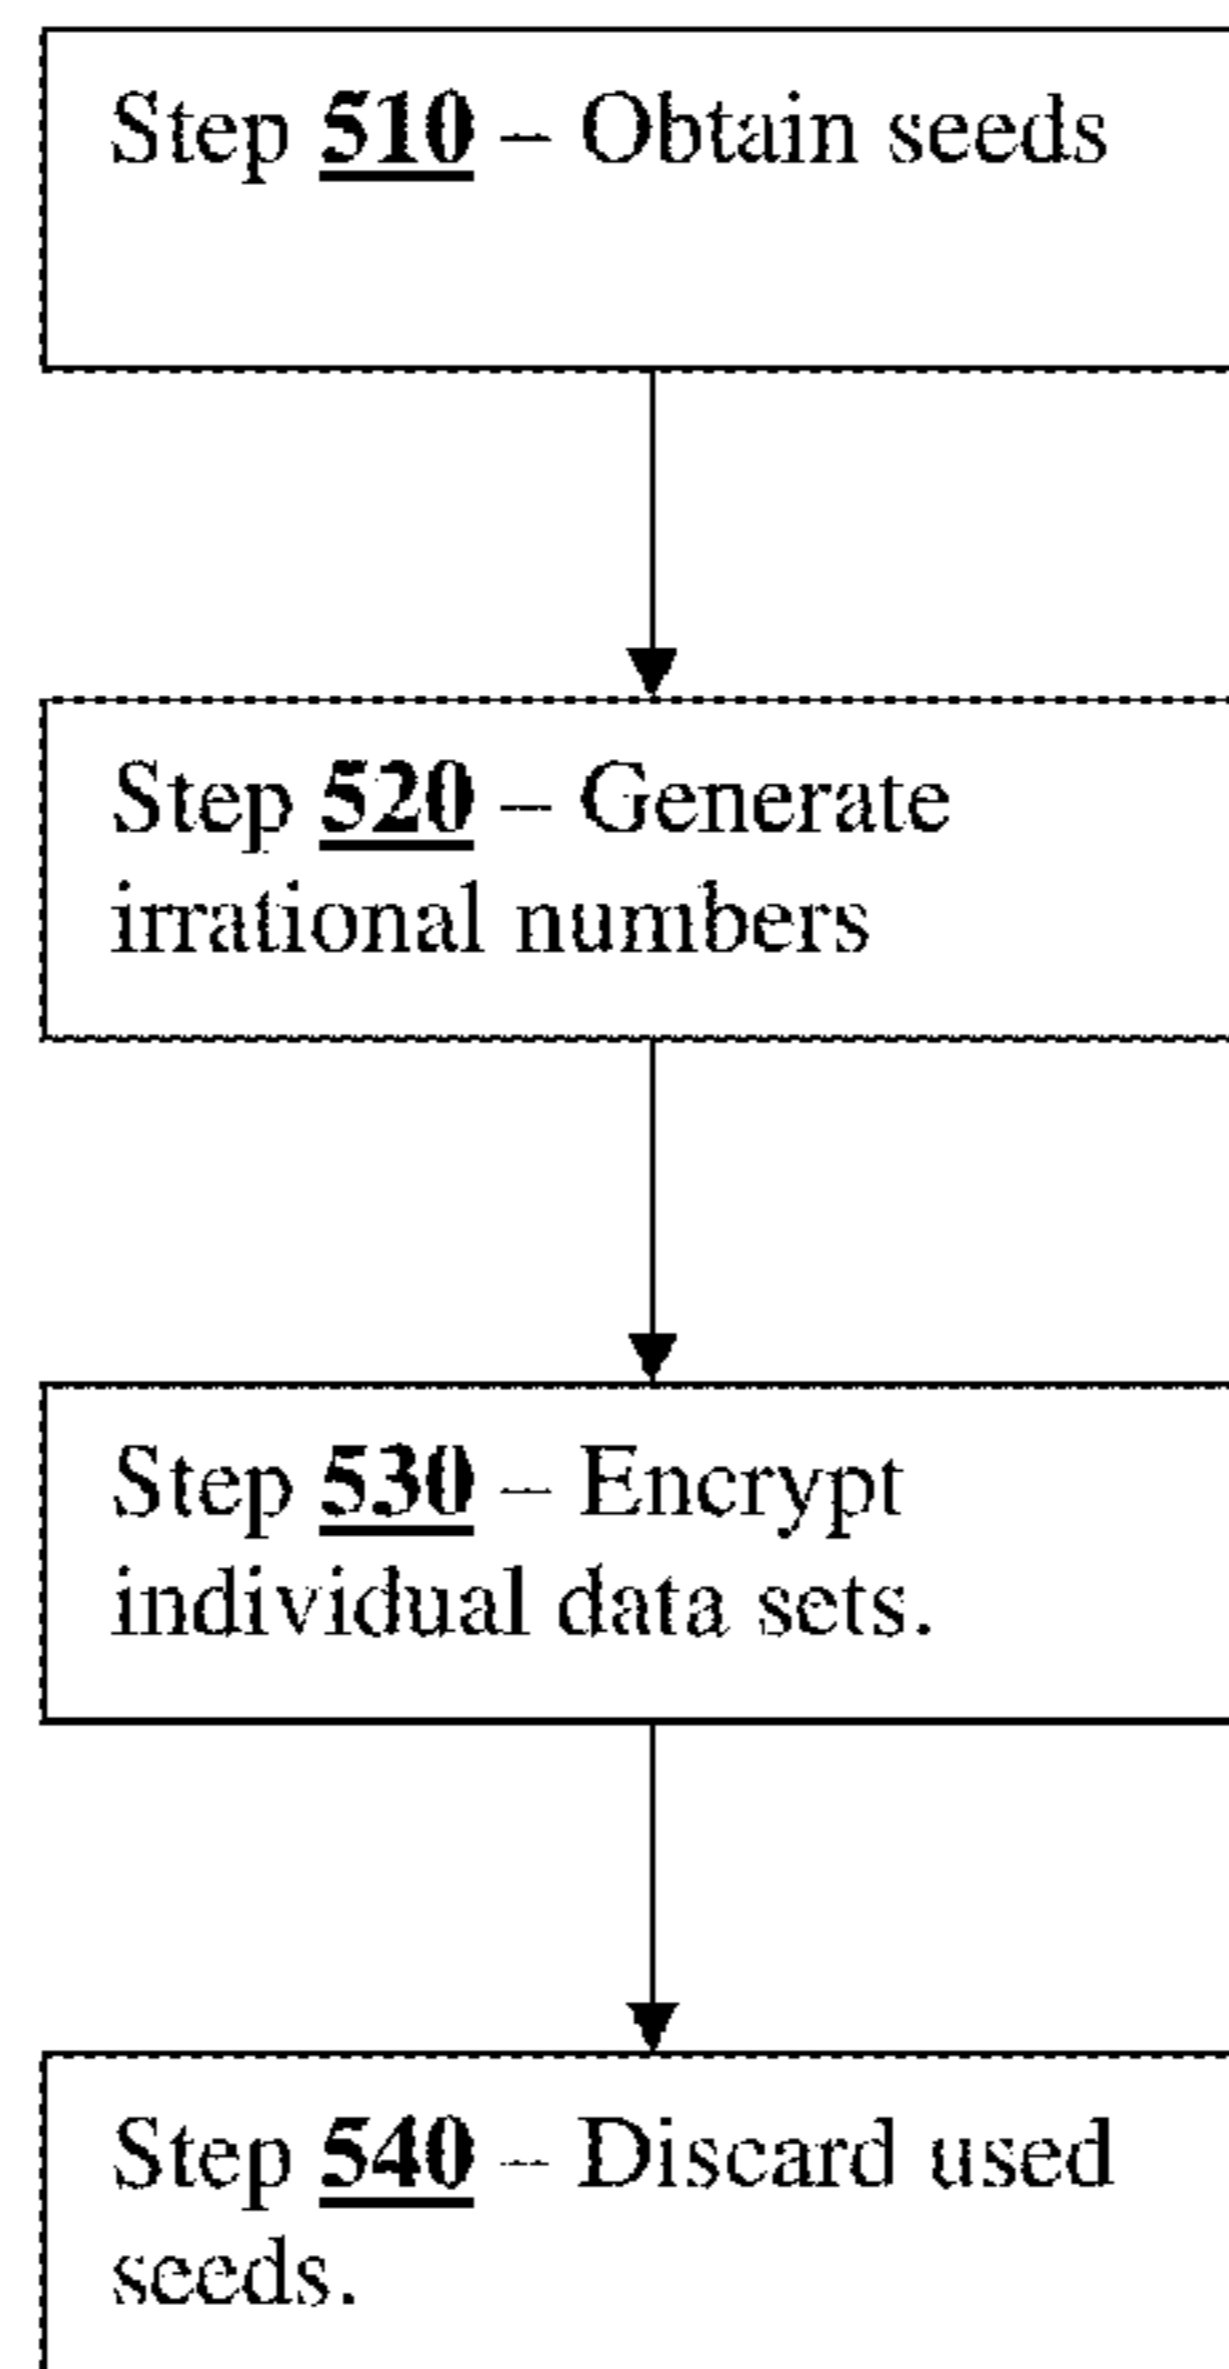 Step 510 – Obtain seeds
Step 520 – Generate
irrational numbers
Step 530 – Encrypt
individual data sets.
Step 540 – Discard used
seeds.